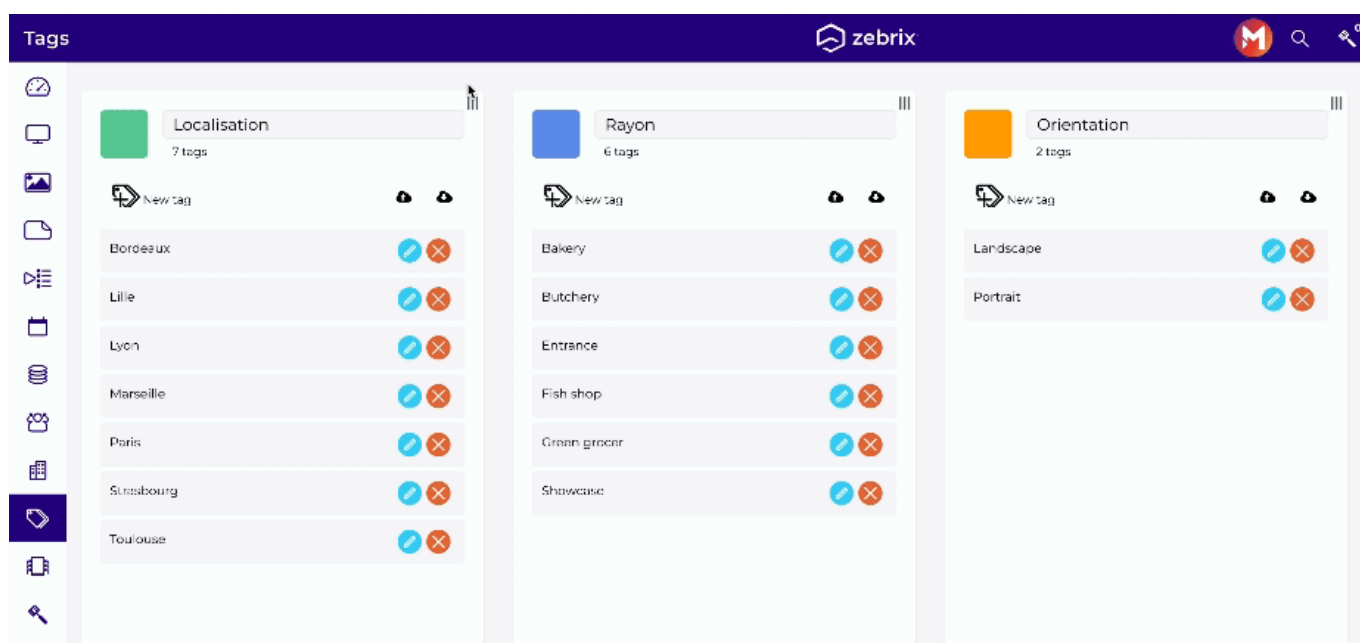 Tags
zebrix
Localisation
7 tags
New tag
Bordeaux
Lille
Lyon
Marseille
Paris
Strasbourg
Toulouse
Rayon
6 tags
New tag
Bakery
Butchery
Entrance
Fish shop
Green grocer
Showcase
Orientation
2 tags
New tag
Landscape
Portrait